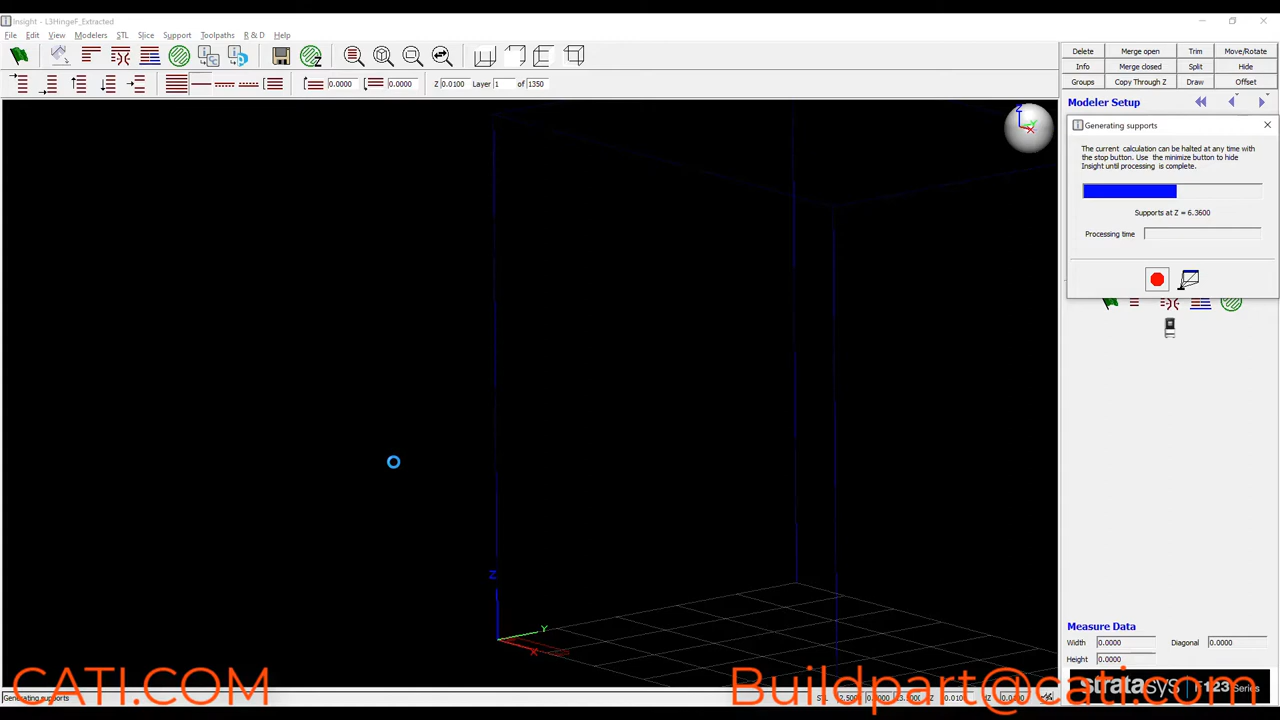 Insight - L3HingeF_Extracted
File Edit View Modelers STL Slice Support Toolpaths R & D Help
0.0000 0.0000 Z 0.0100 Layer 1 of 1350
Delete Merge open Trim Move/Rotate
Info Merge closed Split Hide
Groups Copy Through Z Draw Offset
Modeler Setup
Generating supports
The current calculation can be halted at any time with
the stop button. Use the minimize button to hide
Insight until processing is complete.
Supports at Z = 6.3600
Processing time
Z
Y
X
Z
Y
X
Measure Data
Width 0.0000 Diagonal 0.0000
Height 0.0000
CATI.COM
Buildpart@cati.com
stratasys F123 Series
Generating supports